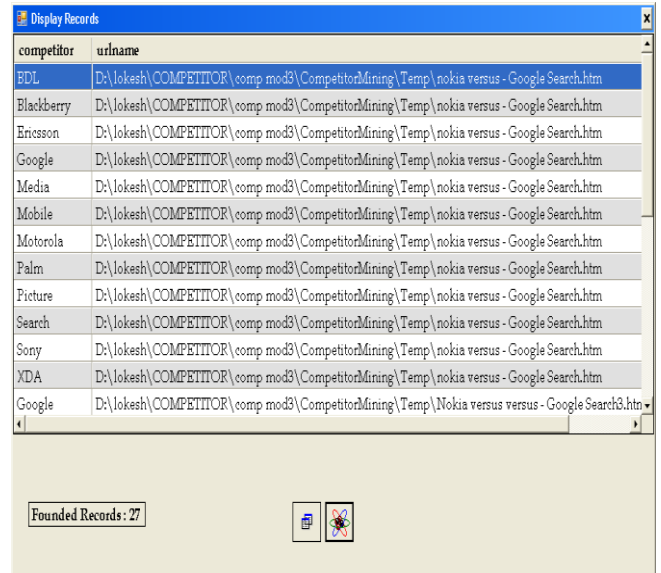 Display Records
competitor urlname
BDL D:\lokesh\COMPETITOR\comp mod3\CompetitorMining\Temp\nokia versus - Google Search.htm
Blackberry D:\lokesh\COMPETITOR\comp mod3\CompetitorMining\Temp\nokia versus - Google Search.htm
Ericsson D:\lokesh\COMPETITOR\comp mod3\CompetitorMining\Temp\nokia versus - Google Search.htm
Google D:\lokesh\COMPETITOR\comp mod3\CompetitorMining\Temp\nokia versus - Google Search.htm
Media D:\lokesh\COMPETITOR\comp mod3\CompetitorMining\Temp\nokia versus - Google Search.htm
Mobile D:\lokesh\COMPETITOR\comp mod3\CompetitorMining\Temp\nokia versus - Google Search.htm
Motorola D:\lokesh\COMPETITOR\comp mod3\CompetitorMining\Temp\nokia versus - Google Search.htm
Palm D:\lokesh\COMPETITOR\comp mod3\CompetitorMining\Temp\nokia versus - Google Search.htm
Picture D:\lokesh\COMPETITOR\comp mod3\CompetitorMining\Temp\nokia versus - Google Search.htm
Search D:\lokesh\COMPETITOR\comp mod3\CompetitorMining\Temp\nokia versus - Google Search.htm
Sony D:\lokesh\COMPETITOR\comp mod3\CompetitorMining\Temp\nokia versus - Google Search.htm
XDA D:\lokesh\COMPETITOR\comp mod3\CompetitorMining\Temp\nokia versus - Google Search.htm
Google D:\lokesh\COMPETITOR\comp mod3\CompetitorMining\Temp\Nokia versus versus - Google Search3.htm
Founded Records : 27